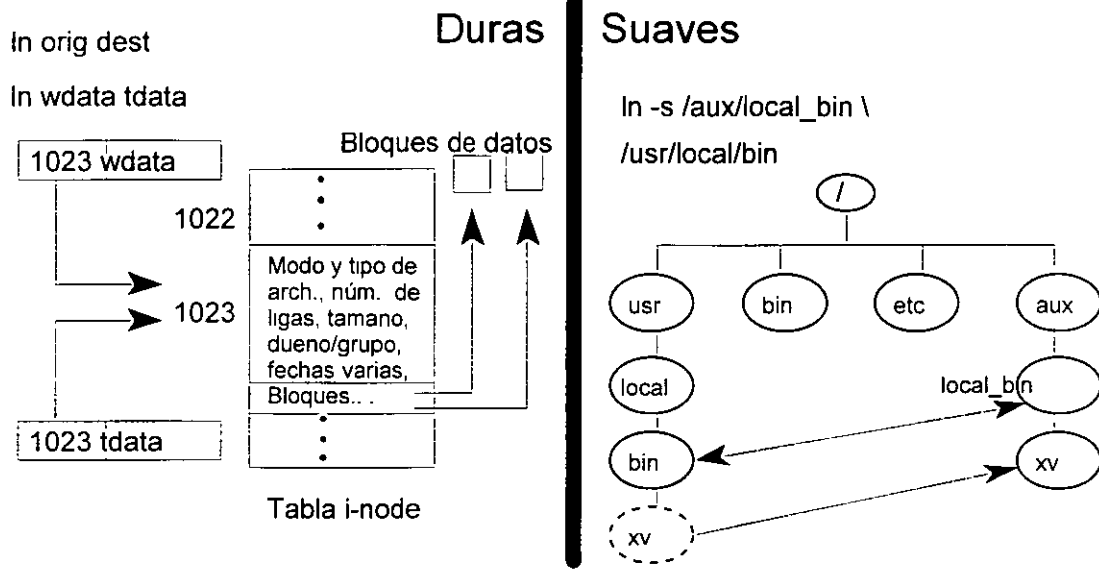 Duras
ln orig dest
ln wdata tdata
Bloques de datos
1023 wdata
1022
Modo y tipo de
arch., núm. de
ligas, tamano,
dueno/grupo,
fechas varias,
Bloques.. .
1023
1023 tdata
Tabla i-node
Suaves
ln -s /aux/local_bin \
/usr/local/bin
/
usr
bin
etc
aux
local
local_bin
bin
xv
xv